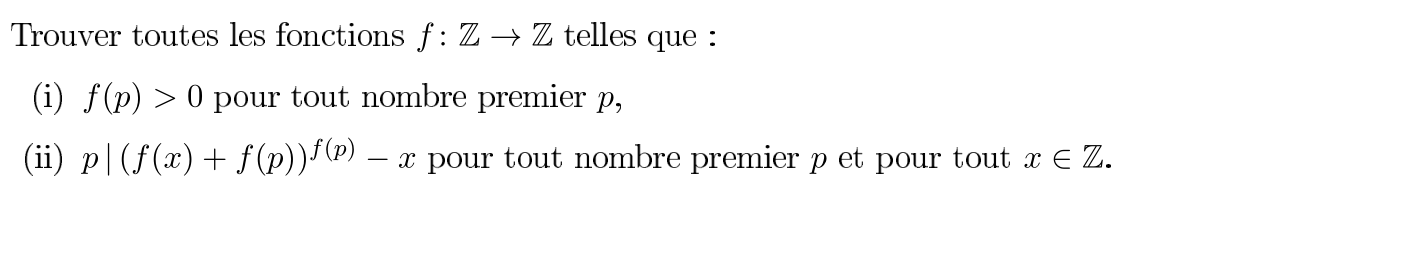 Trouver toutes les fonctions $f\colon \mathbb{Z} \to \mathbb{Z}$ telles que :
(i) $f(p) > 0$ pour tout nombre premier $p$,
(ii) $p \mid (f(x) + f(p))^{f(p)} - x$ pour tout nombre premier $p$ et pour tout $x \in \mathbb{Z}$.